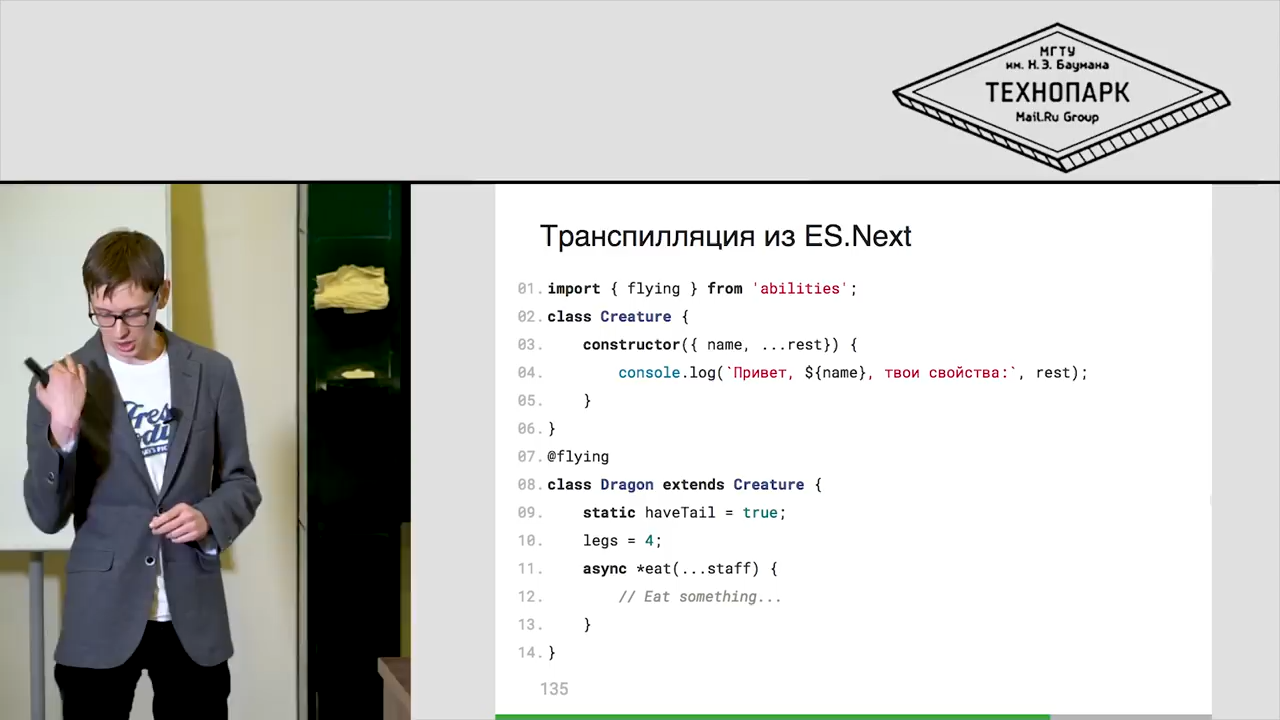 МГТУ
им. Н.Э. Баумана
ТЕХНОПАРК
Mail.Ru Group
Транспилляция из ES.Next
01. import { flying } from 'abilities';
02. class Creature {
03. constructor({ name, ...rest}) {
04. console.log(`Привет, ${name}, твои свойства:`, rest);
05. }
06. }
07. @flying
08. class Dragon extends Creature {
09. static haveTail = true;
10. legs = 4;
11. async *eat(...staff) {
12. // Eat something...
13. }
14. }
135